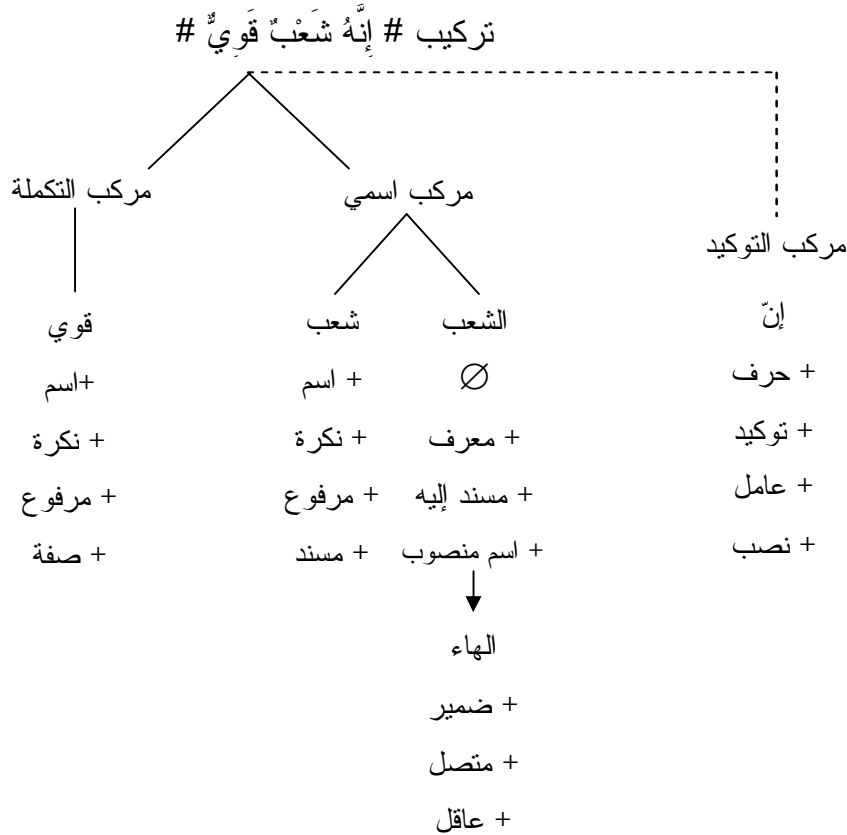 تركيب # إِنَّهُ شَعْبٌ قَوِيٌّ #
مركب اسمي مركب التكملة
مركب التوكيد
إنّ الشعب شعب قوي
+ حرف ∅ + اسم +اسم
+ توكيد + معرف + نكرة + نكرة
+ عامل + مسند إليه + مرفوع + مرفوع
+ نصب + اسم منصوب + مسند + صفة
الهاء
+ ضمير
+ متصل
+ عاقل